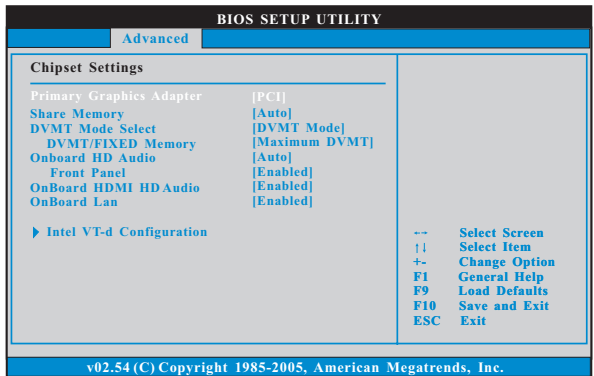 BIOS SETUP UTILITY
Advanced
Chipset Settings
Primary Graphics Adapter [PCI]
Share Memory [Auto]
DVMT Mode Select [DVMT Mode]
DVMT/FIXED Memory [Maximum DVMT]
Onboard HD Audio [Auto]
Front Panel [Enabled]
OnBoard HDMI HD Audio [Enabled]
OnBoard Lan [Enabled]
Intel VT-d Configuration
←→ Select Screen
↑↓ Select Item
+- Change Option
F1 General Help
F9 Load Defaults
F10 Save and Exit
ESC Exit
v02.54 (C) Copyright 1985-2005, American Megatrends, Inc.